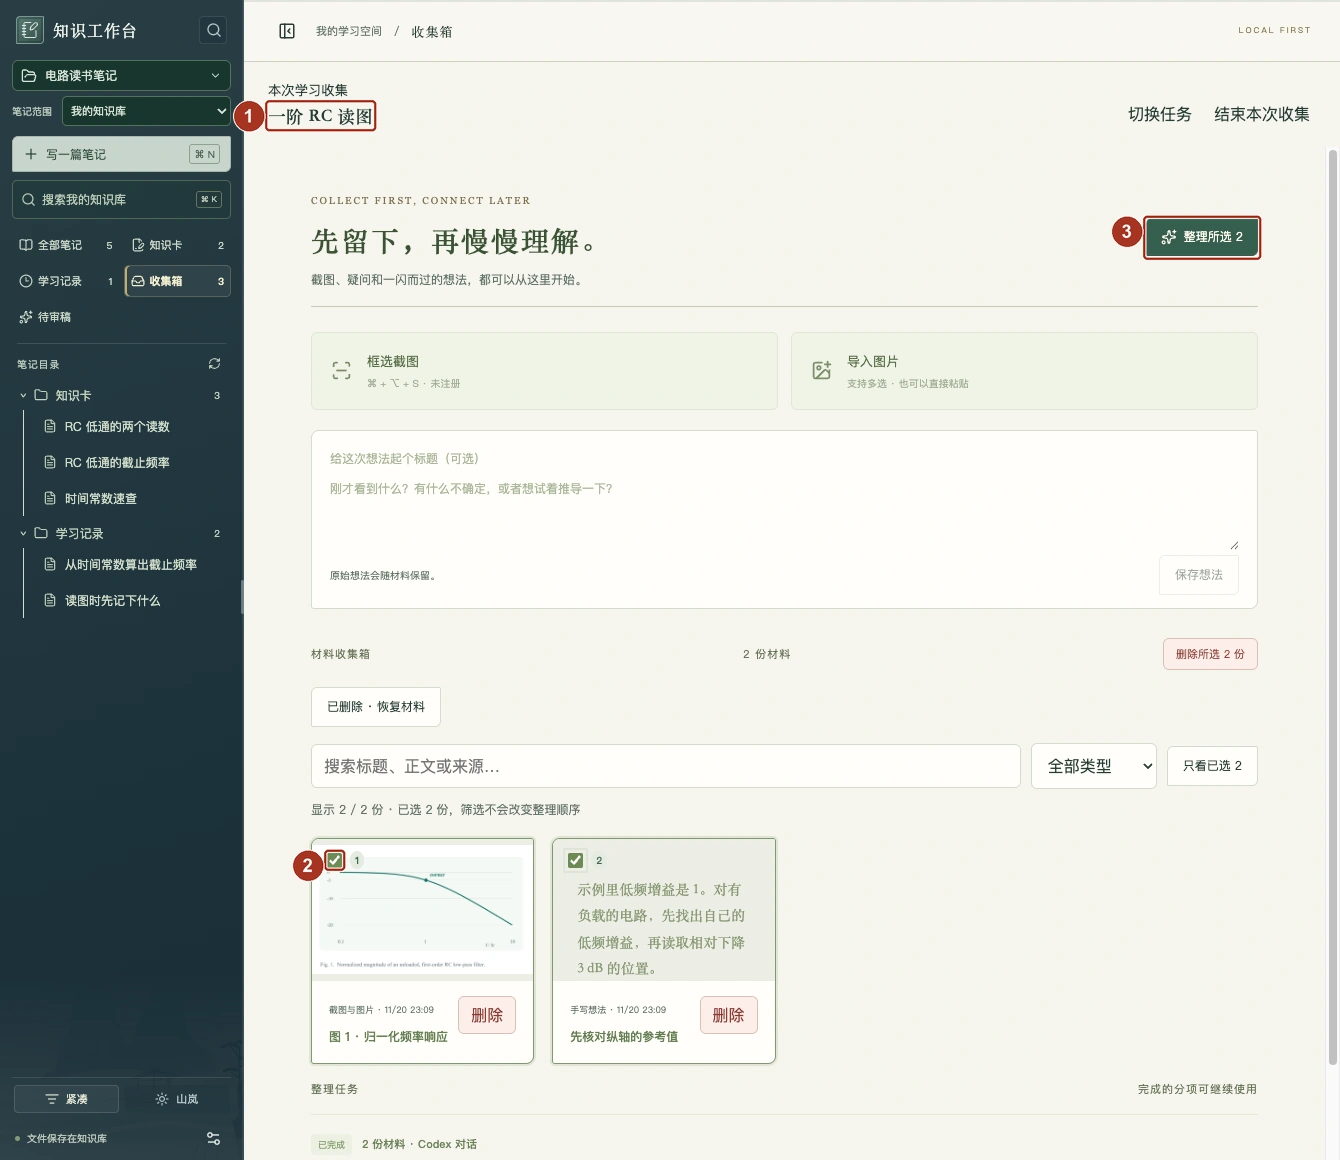 知识工作台
电路读书笔记
笔记范围 我的知识库
写一篇笔记 ⌘ N
搜索我的知识库 ⌘ K
全部笔记 5 知识卡 2
学习记录 1 收集箱 3
待审稿
笔记目录
知识卡 3
RC 低通的两个读数
RC 低通的截止频率
时间常数速查
学习记录 2
从时间常数算出截止频率
读图时先记下什么
紧凑 山岚
文件保存在知识库
我的学习空间 / 收集箱 LOCAL FIRST
本次学习收集
1 一阶 RC 读图 切换任务 结束本次收集
COLLECT FIRST, CONNECT LATER
先留下，再慢慢理解。
3 整理所选 2
截图、疑问和一闪而过的想法，都可以从这里开始。
框选截图 导入图片
⌘ + ⌥ + S · 未注册 支持多选 · 也可以直接粘贴
给这次想法起个标题（可选）
刚才看到什么？有什么不确定，或者想试着推导一下？
原始想法会随材料保留。 保存想法
材料收集箱 2 份材料 删除所选 2 份
已删除 · 恢复材料
搜索标题、正文或来源... 全部类型 只看已选 2
显示 2 / 2 份 · 已选 2 份，筛选不会改变整理顺序
2 1
0.1 1 10
Fig. 1. Normalized magnitude of an unloaded, first-order RC low-pass filter.
截图与图片 · 11/20 23:09 删除
图 1 · 归一化频率响应
2
示例里低频增益是 1。对有
负载的电路，先找出自己的
低频增益，再读取相对下降
3 dB 的位置。
手写想法 · 11/20 23:09 删除
先核对纵轴的参考值
整理任务 完成的分项可继续使用
已完成 2 份材料 · Codex 对话